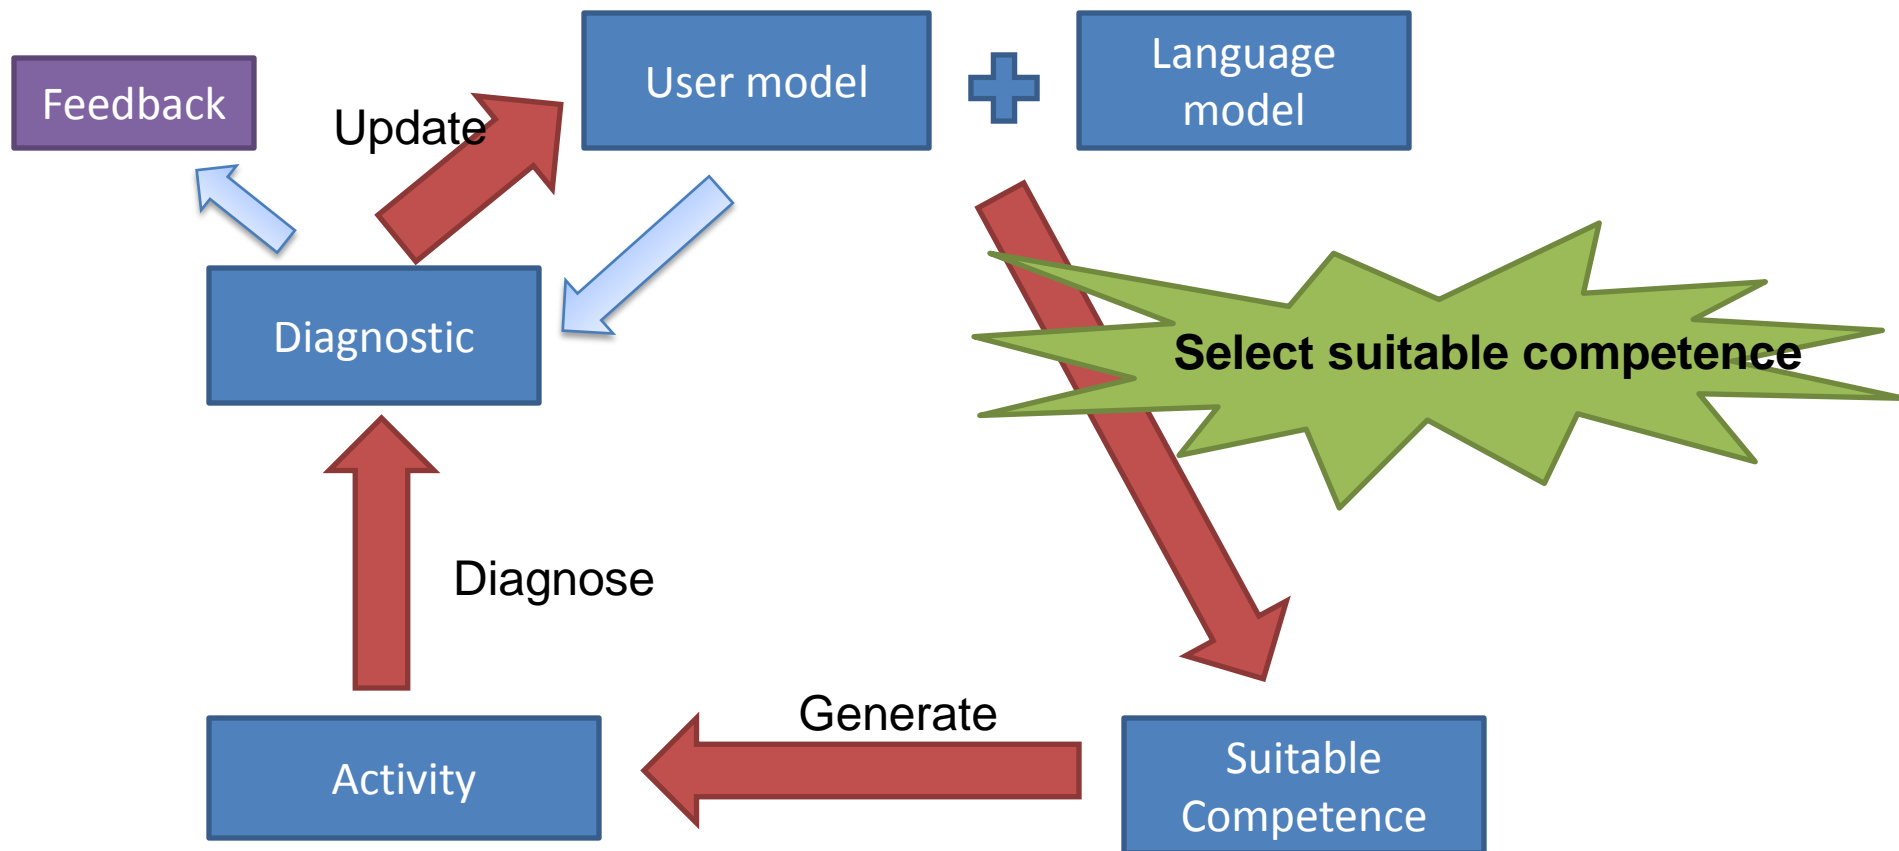 User model
Language
model
Feedback
Update
Diagnostic
Select suitable competence
Diagnose
Generate
Activity
Suitable
Competence